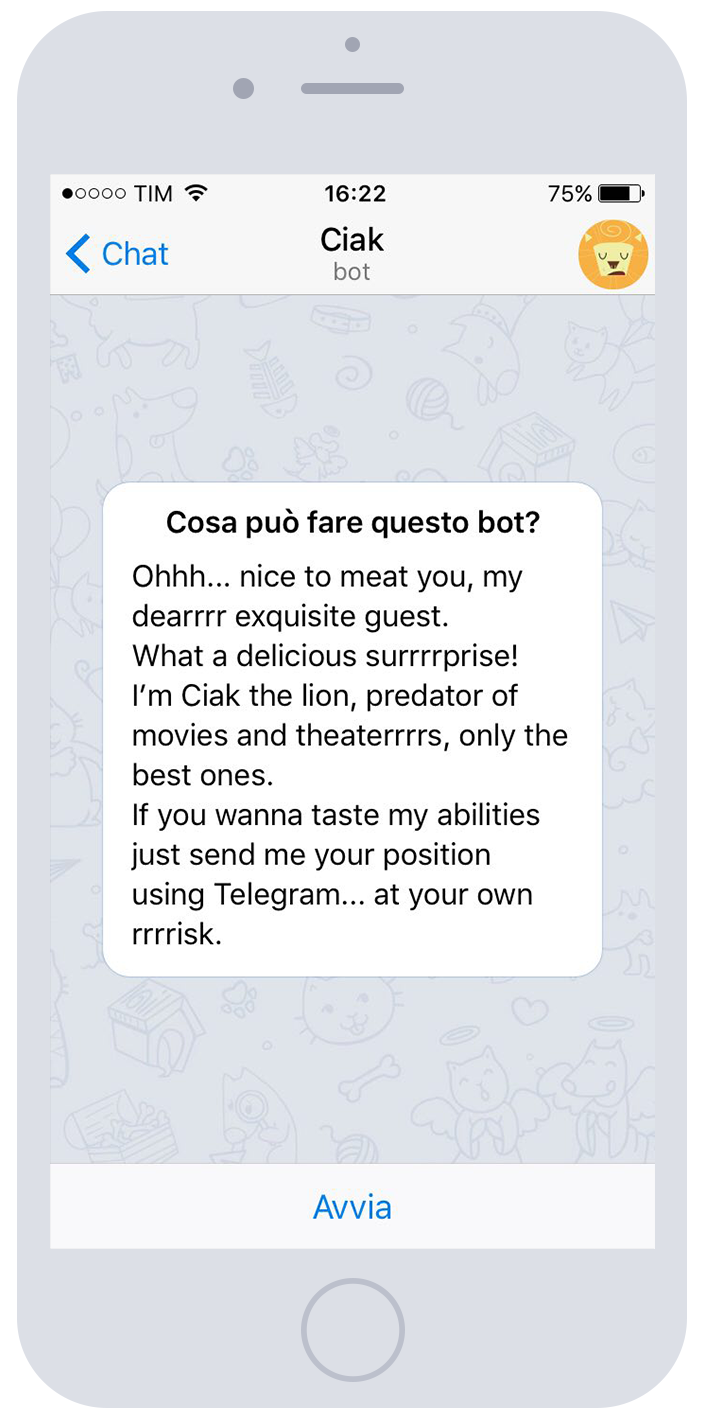 TIM 16:22 75%
Chat Ciak
bot
Cosa può fare questo bot?
Ohhh... nice to meat you, my
dearrrr exquisite guest.
What a delicious surrrrprise!
I’m Ciak the lion, predator of
movies and theaterrrrs, only the
best ones.
If you wanna taste my abilities
just send me your position
using Telegram... at your own
rrrrisk.
Avvia